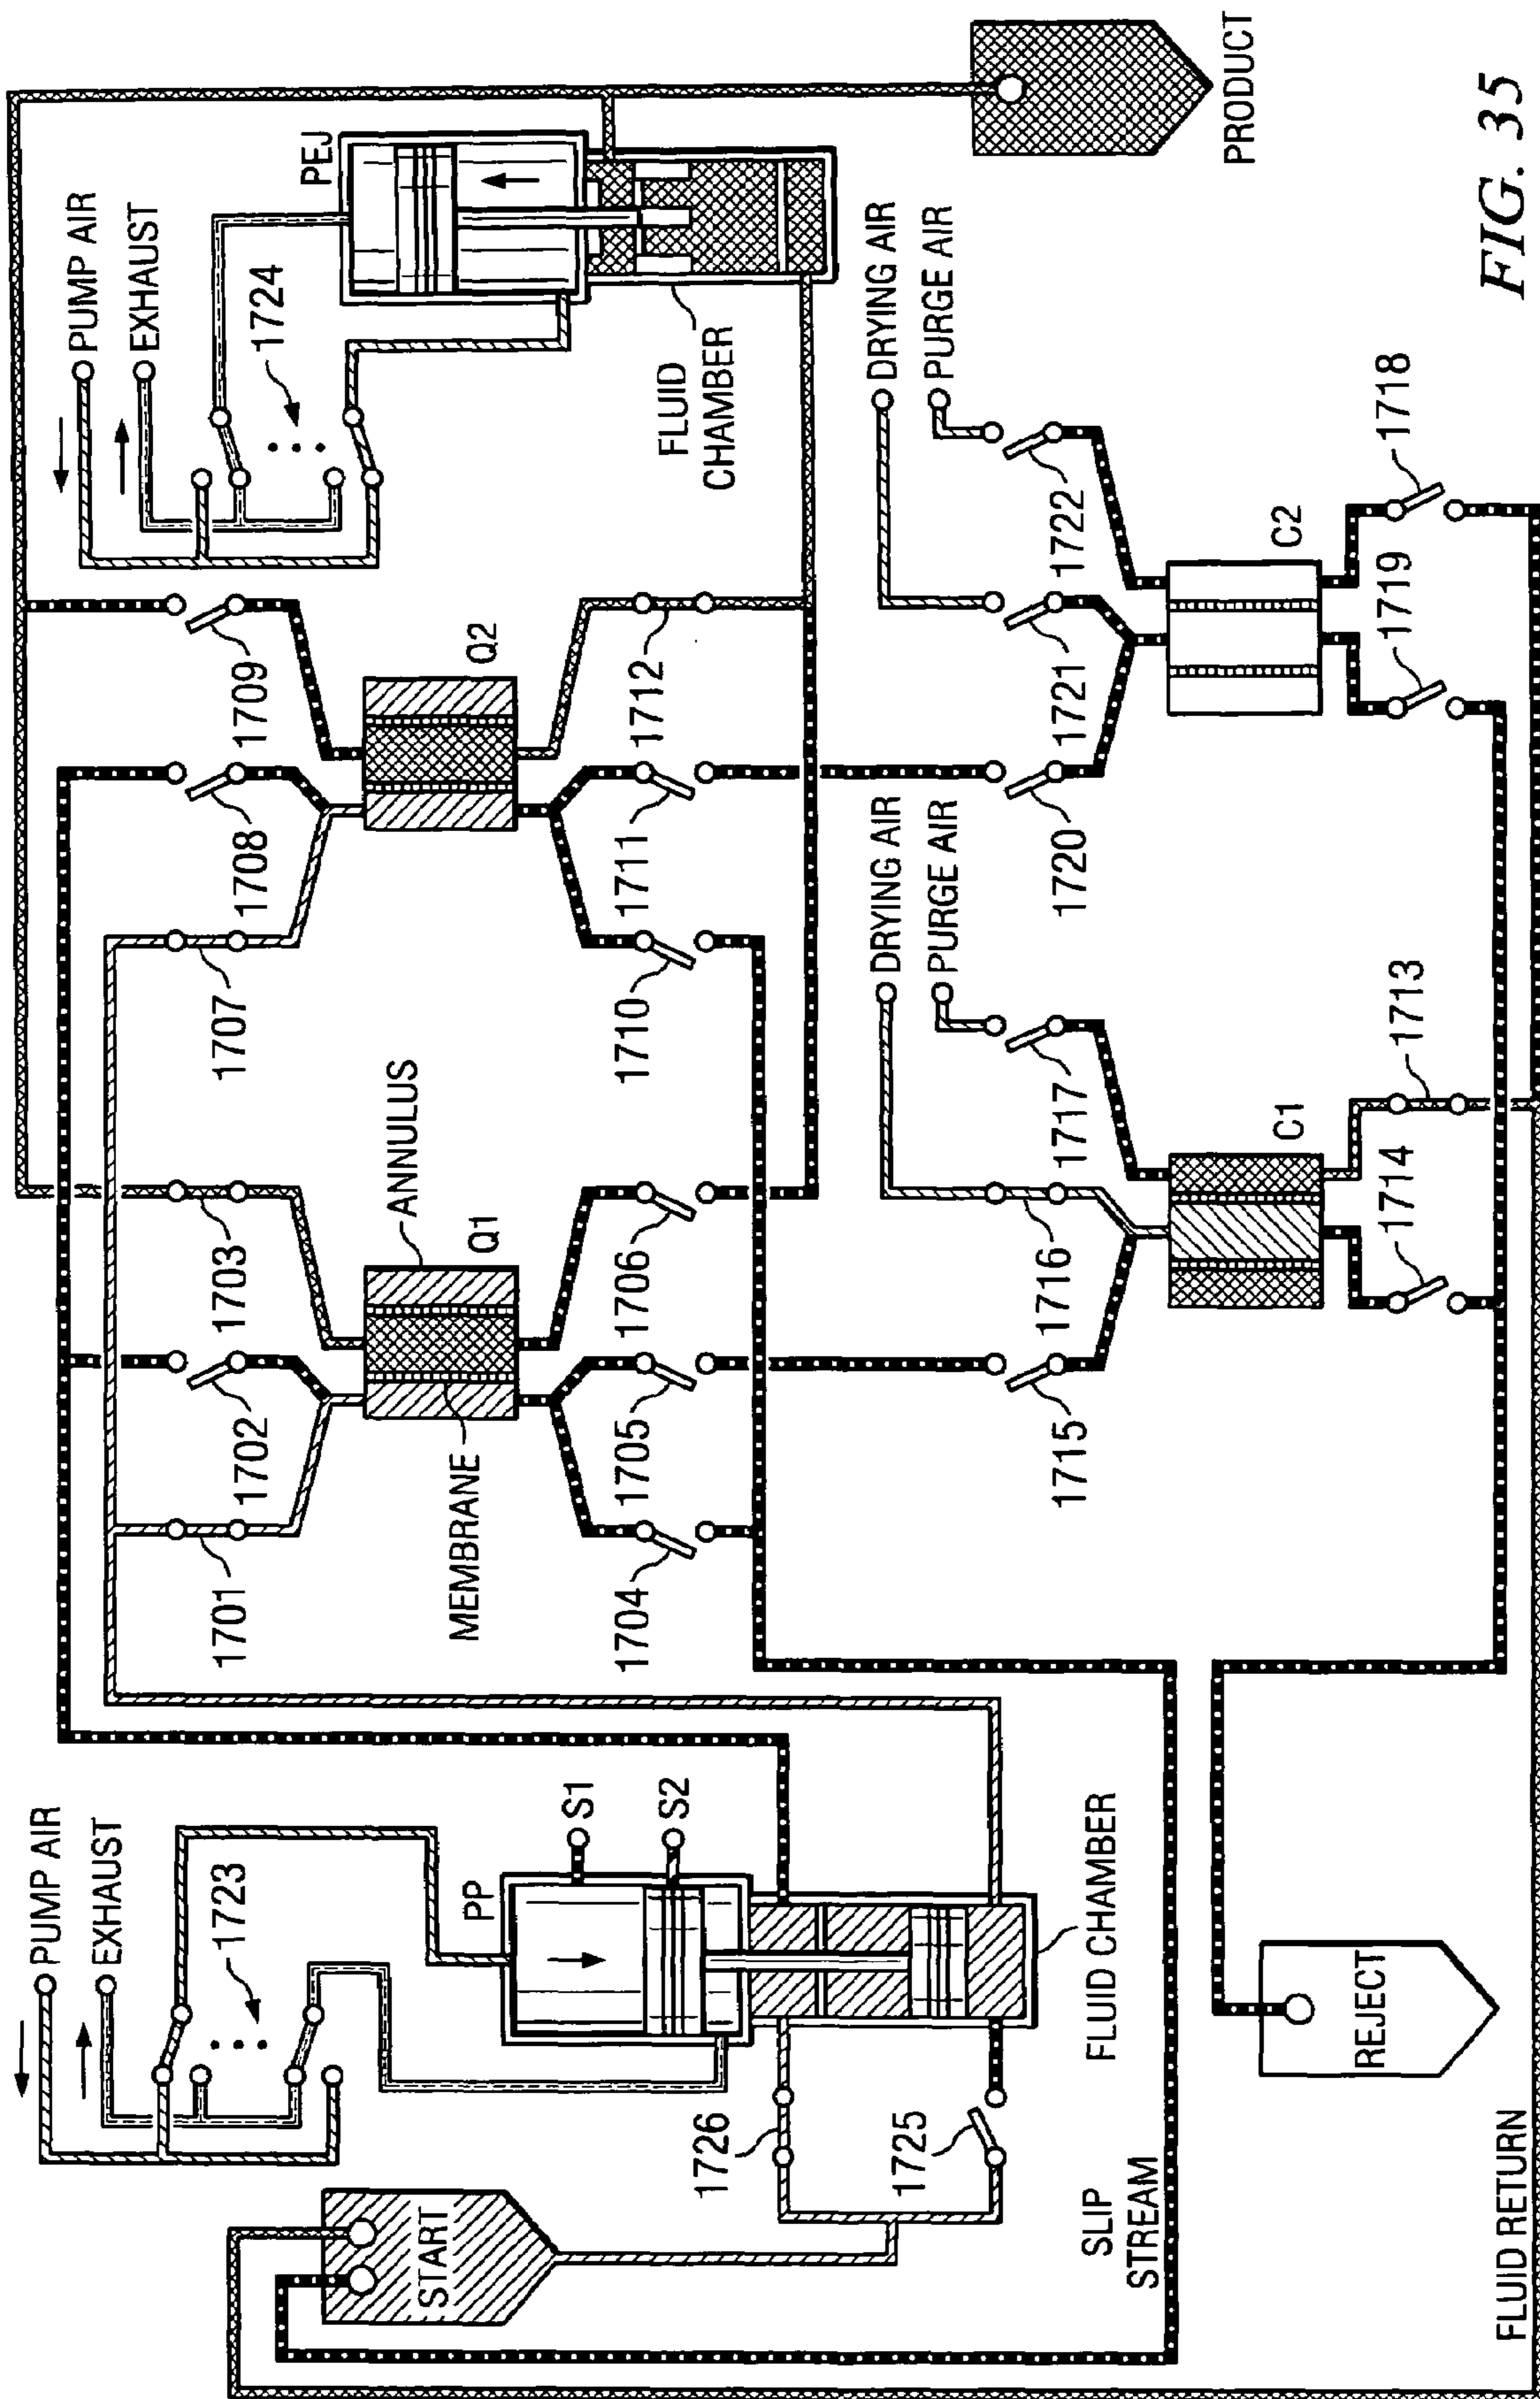 PUMP AIR
EXHAUST
1723
START
PP
S1
S2
1726
1725
FLUID CHAMBER
SLIP
STREAM
REJECT
FLUID RETURN
1701
1702
1703
MEMBRANE
ANNULUS
Q1
1704
1705
1706
1707
1708
1709
Q2
1710
1711
1712
PUMP AIR
EXHAUST
1724
PEJ
FLUID
CHAMBER
PRODUCT
DRYING AIR
PURGE AIR
1715
1716
1717
C1
1714
1713
DRYING AIR
PURGE AIR
1720
1721
1722
C2
1719
1718
FIG. 35